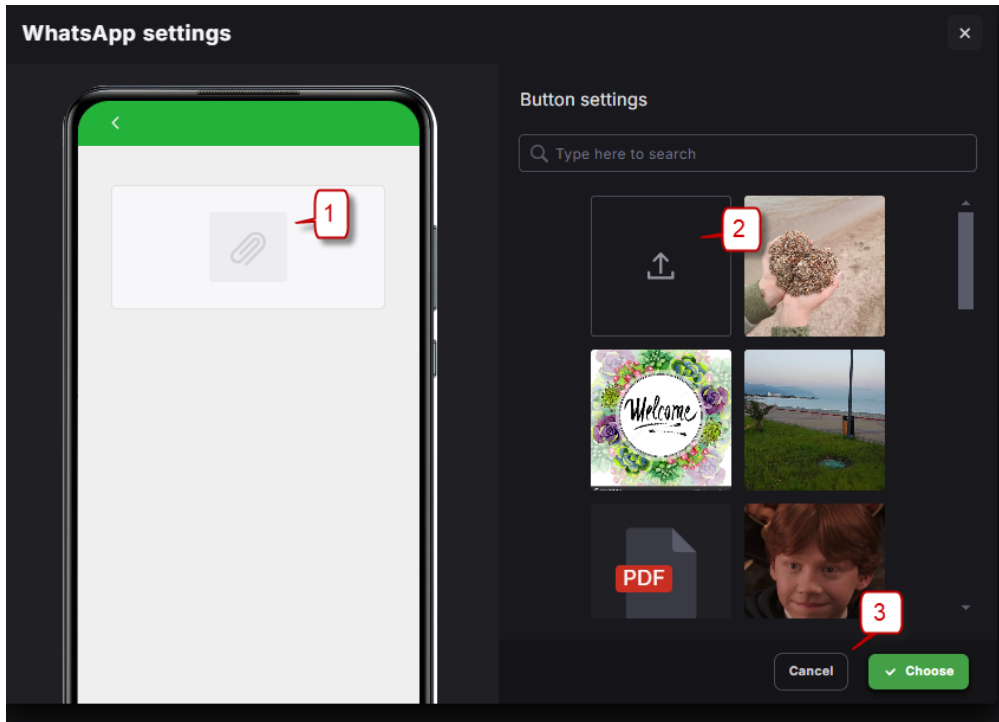 WhatsApp settings
Button settings
Type here to search
1
2
Welcome
PDF
3
Cancel
Choose